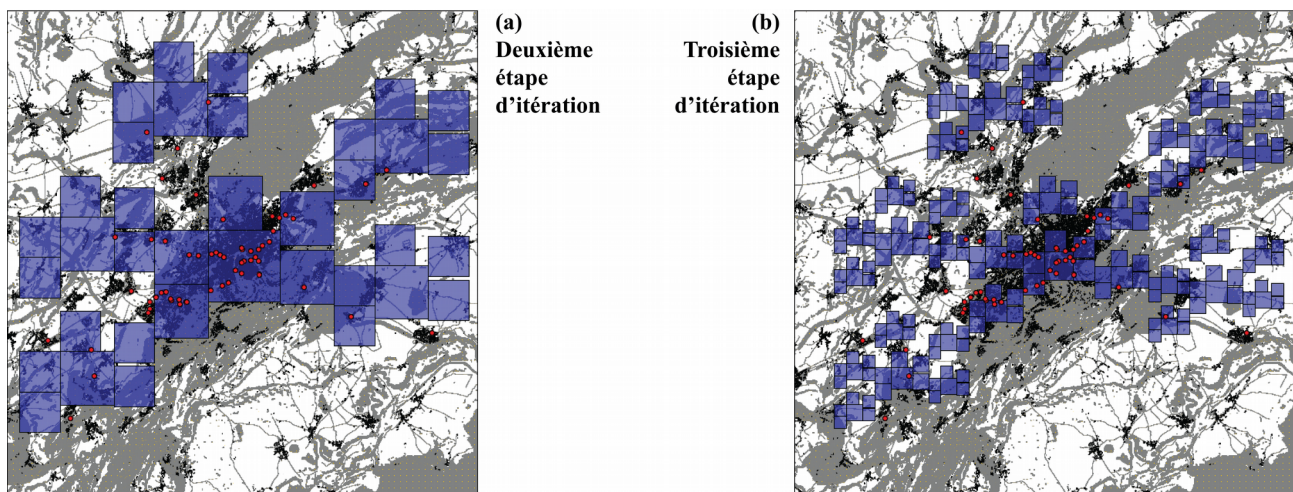 (a)
Deuxième
étape
d'itération
(b)
Troisième
étape
d'itération